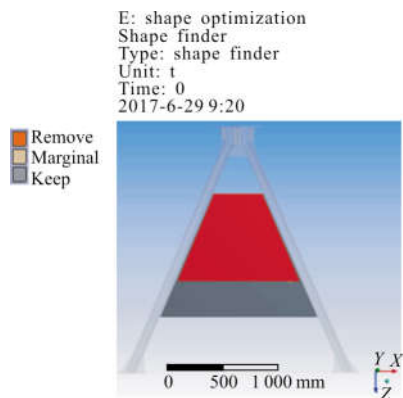 E: shape optimization
Shape finder
Type: shape finder
Unit: t
Time: 0
2017-6-29 9:20
Remove
Marginal
Keep
0 500 1 000 mm
Y X
Z